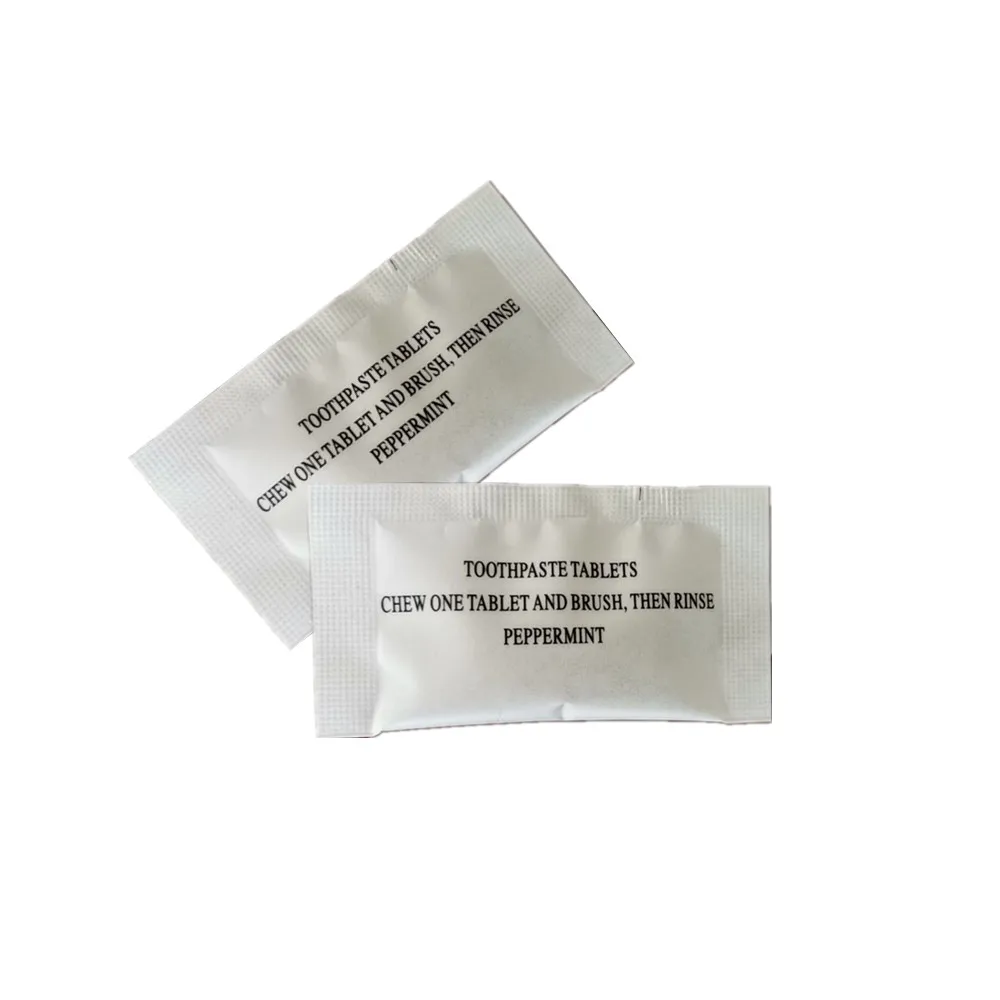 TOOTHPASTE TABLETS
CHEW ONE TABLET AND BRUSH, THEN RINSE
PEPPERMINT
TOOTHPASTE TABLETS
CHEW ONE TABLET AND BRUSH, THEN RINSE
PEPPERMINT